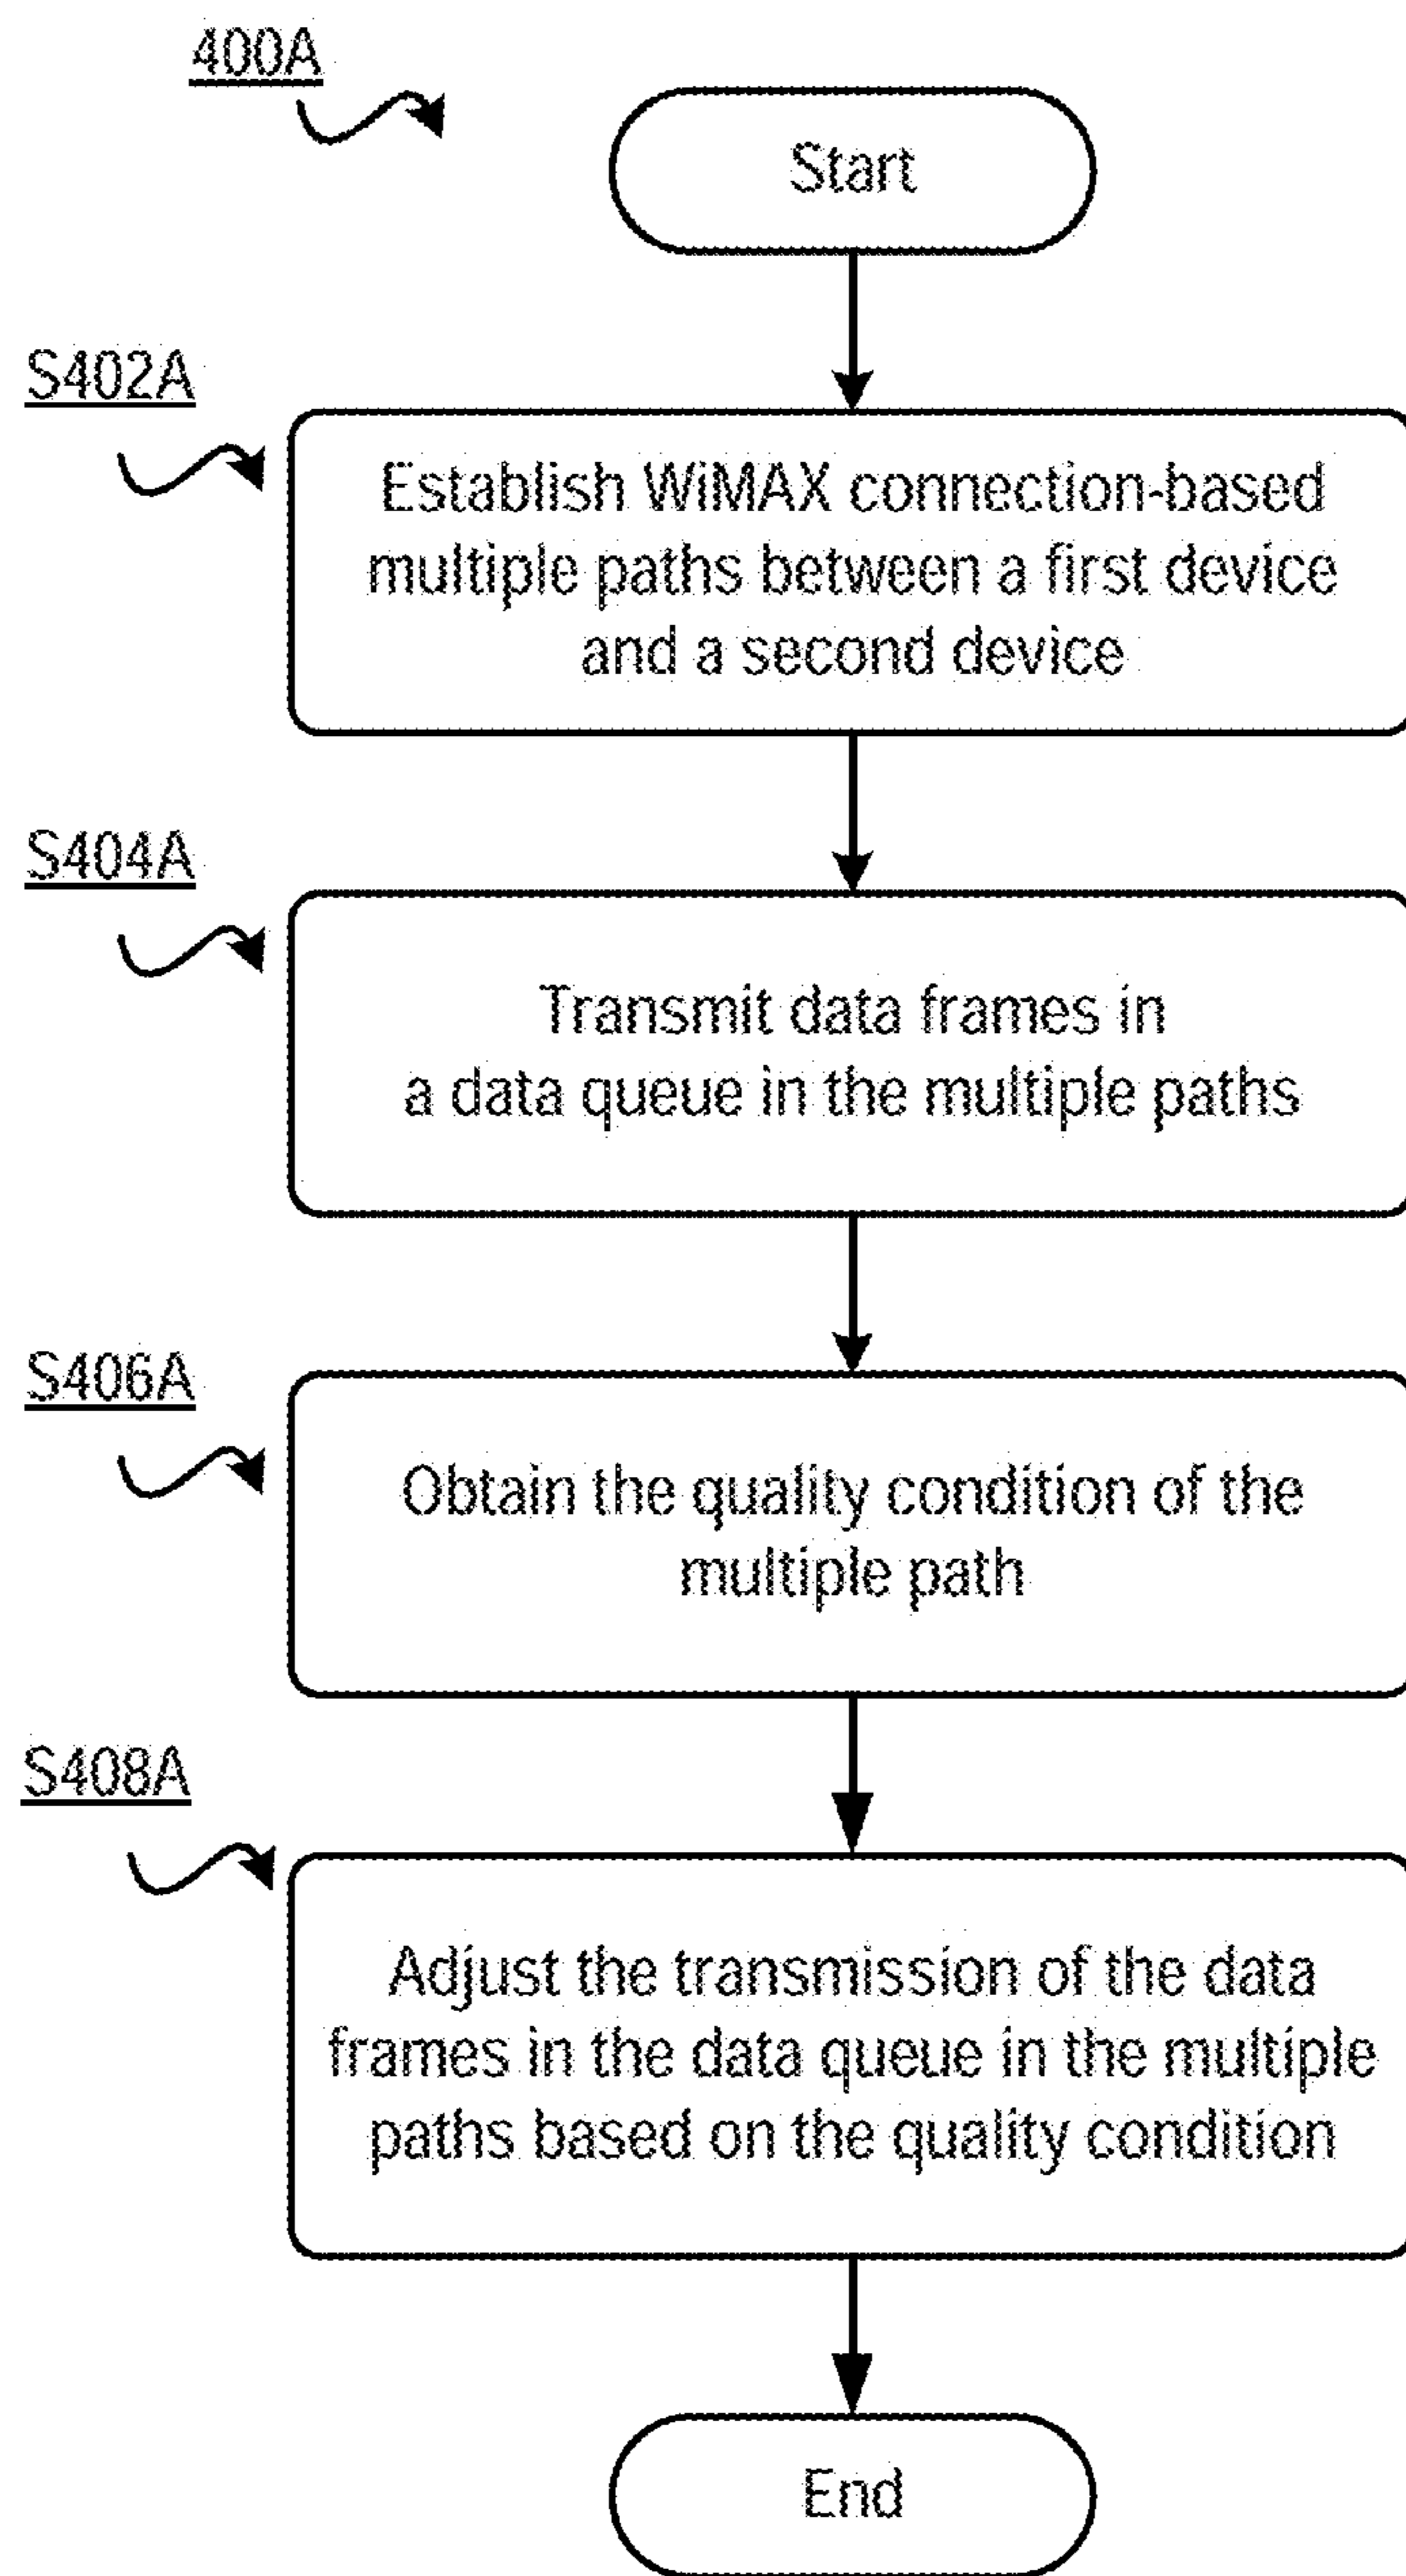 400A
Start
S402A
Establish WiMAX connection-based
multiple paths between a first device
and a second device
S404A
Transmit data frames in
a data queue in the multiple paths
S406A
Obtain the quality condition of the
multiple path
S408A
Adjust the transmission of the data
frames in the data queue in the multiple
paths based on the quality condition
End